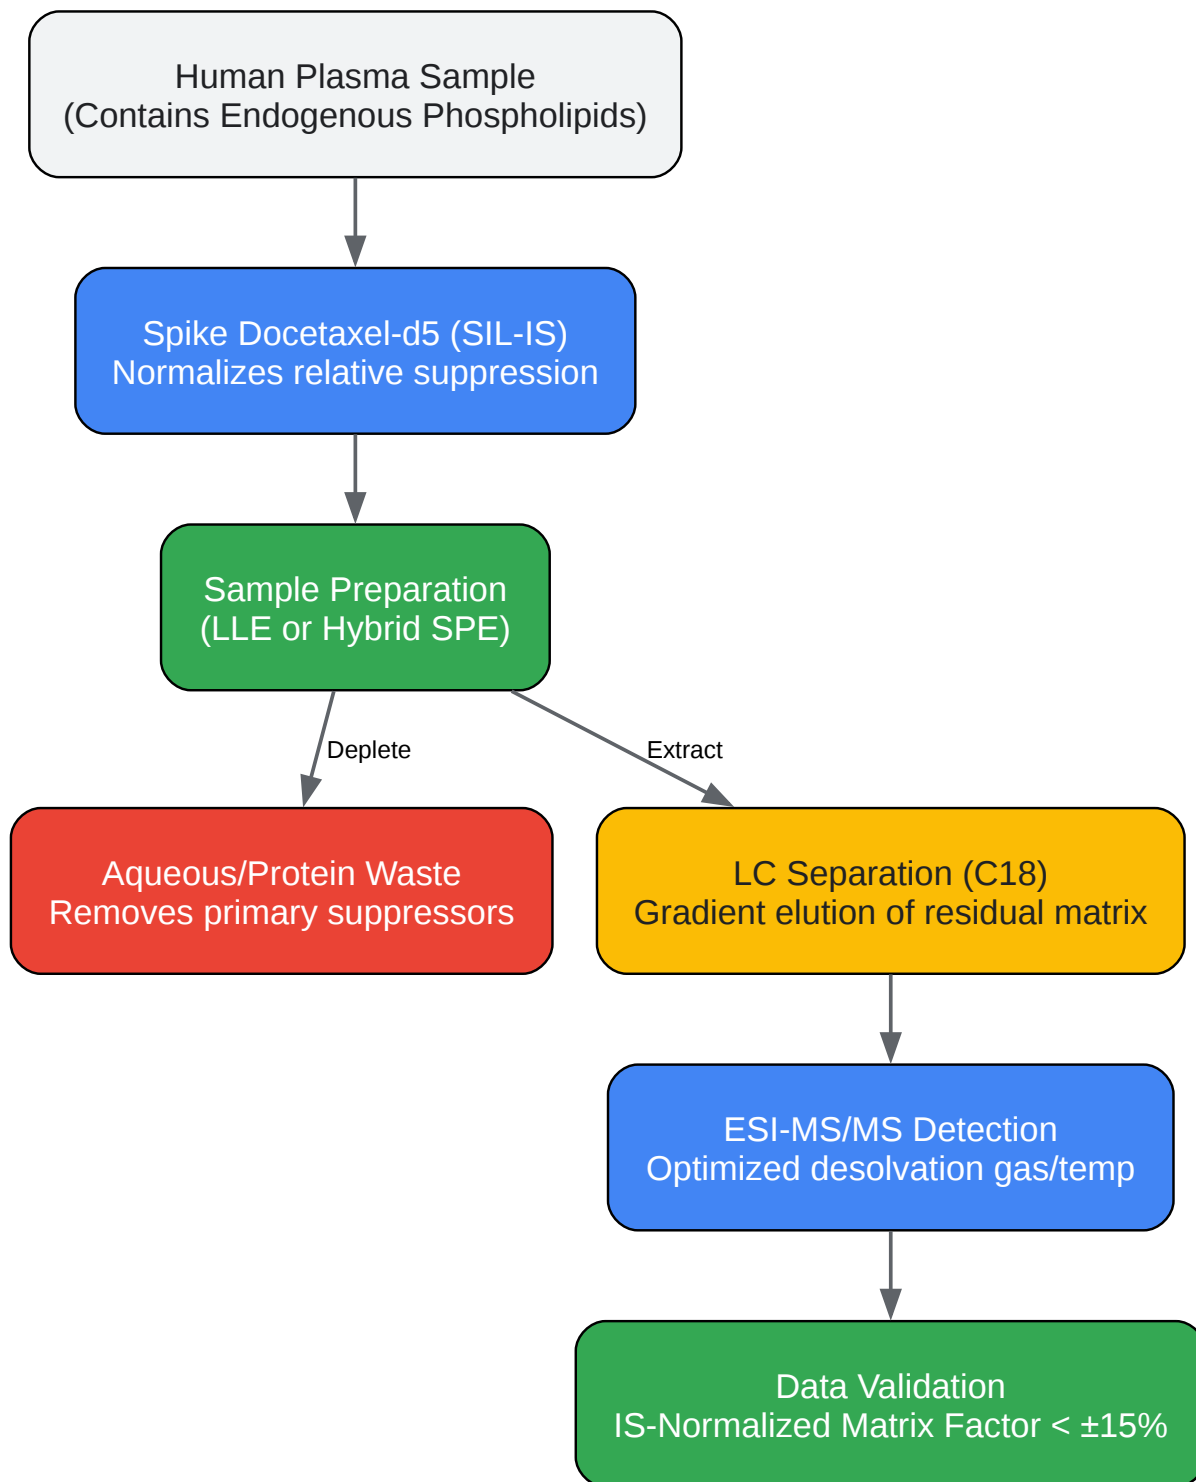 Human Plasma Sample
(Contains Endogenous Phospholipids)
Spike Docetaxel-d5 (SIL-IS)
Normalizes relative suppression
Sample Preparation
(LLE or Hybrid SPE)
Deplete
Extract
Aqueous/Protein Waste
Removes primary suppressors
LC Separation (C18)
Gradient elution of residual matrix
ESI-MS/MS Detection
Optimized desolvation gas/temp
Data Validation
IS-Normalized Matrix Factor < ±15%